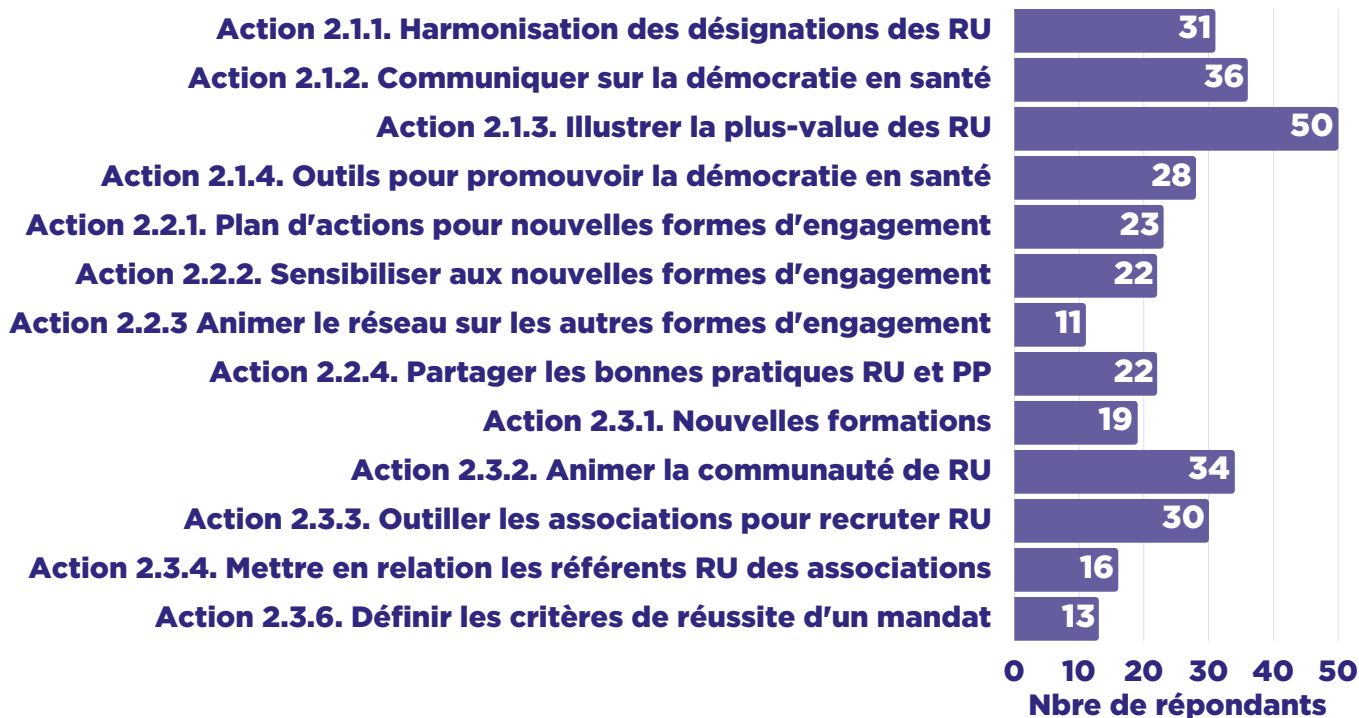 Action 2.1.1. Harmonisation des désignations des RU 31
Action 2.1.2. Communiquer sur la démocratie en santé 36
Action 2.1.3. Illustrer la plus-value des RU 50
Action 2.1.4. Outils pour promouvoir la démocratie en santé 28
Action 2.2.1. Plan d'actions pour nouvelles formes d'engagement 23
Action 2.2.2. Sensibiliser aux nouvelles formes d'engagement 22
Action 2.2.3 Animer le réseau sur les autres formes d'engagement 11
Action 2.2.4. Partager les bonnes pratiques RU et PP 22
Action 2.3.1. Nouvelles formations 19
Action 2.3.2. Animer la communauté de RU 34
Action 2.3.3. Outiller les associations pour recruter RU 30
Action 2.3.4. Mettre en relation les référents RU des associations 16
Action 2.3.6. Définir les critères de réussite d'un mandat 13
0 10 20 30 40 50
Nbre de répondants